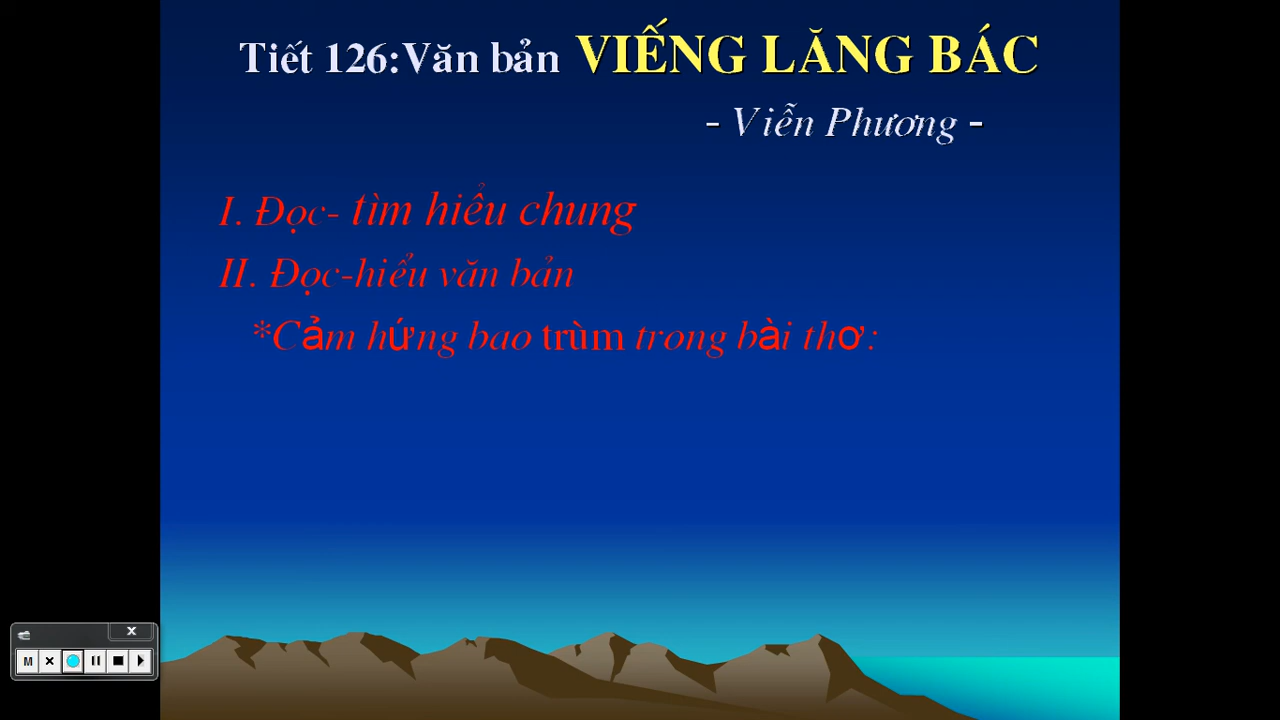 Tiết 126:Văn bản VIẾNG LĂNG BÁC
- Viễn Phương -
I. Đọc- tìm hiểu chung
II. Đọc-hiểu văn bản
*Cảm hứng bao trùm trong bài thơ:
M